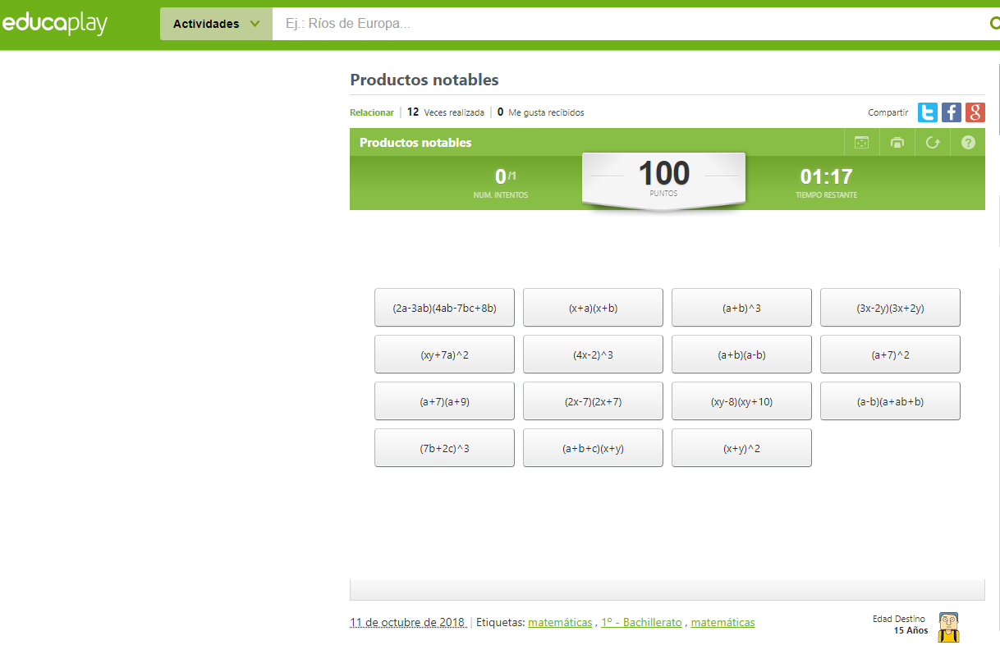 educaplay
Actividades
Ej.: Ríos de Europa...
Productos notables
Relacionar | 12 Veces realizada | 0 Me gusta recibidos
Compartir
Productos notables
0/1
NUM. INTENTOS
100
PUNTOS
01:17
TIEMPO RESTANTE
(2a-3ab)(4ab-7bc+8b)
(x+a)(x+b)
(a+b)^3
(3x-2y)(3x+2y)
(xy+7a)^2
(4x-2)^3
(a+b)(a-b)
(a+7)^2
(a+7)(a+9)
(2x-7)(2x+7)
(xy-8)(xy+10)
(a-b)(a+ab+b)
(7b+2c)^3
(a+b+c)(x+y)
(x+y)^2
11 de octubre de 2018 | Etiquetas: matemáticas , 1º - Bachillerato , matemáticas
Edad Destino
15 Años